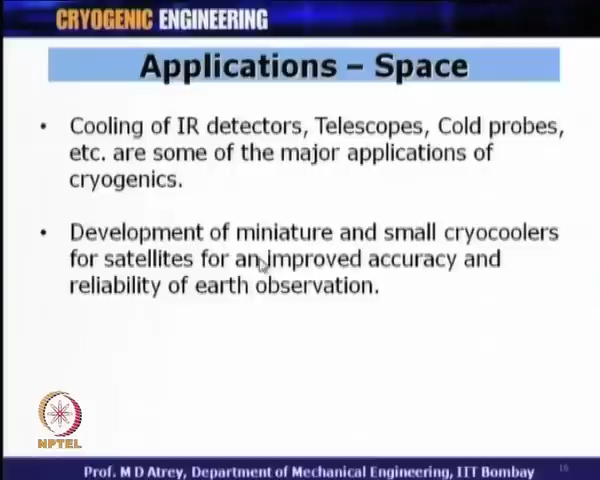 CRYOGENIC ENGINEERING
Applications – Space
• Cooling of IR detectors, Telescopes, Cold probes,
etc. are some of the major applications of
cryogenics.
• Development of miniature and small cryocoolers
for satellites for an improved accuracy and
reliability of earth observation.
NPTEL
Prof. M D Atrey, Department of Mechanical Engineering, IIT Bombay
16